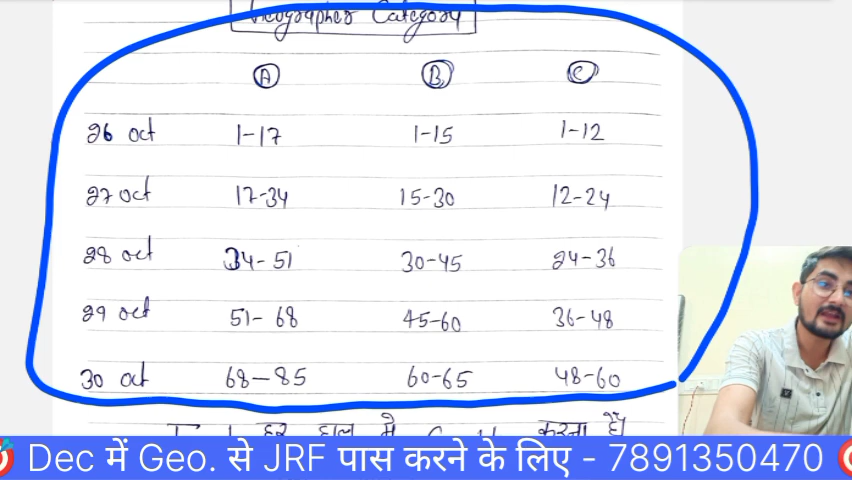 Geographer Category
A B C
26 oct 1-17 1-15 1-12
27 oct 17-34 15-30 12-24
28 oct 34-51 30-45 24-36
29 oct 51-68 45-60 36-48
30 oct 68-85 60-65 48-60
हर हाल में करना है।
🎯 Dec में Geo. से JRF पास करने के लिए - 7891350470 🎯